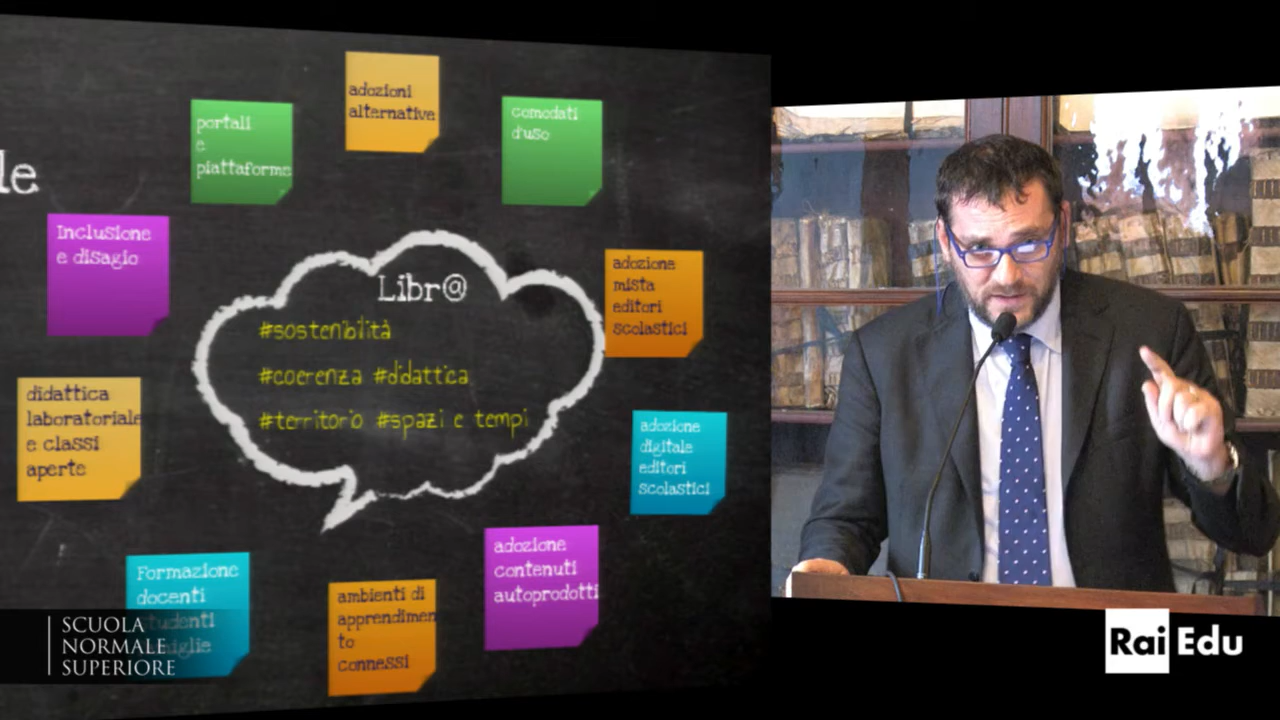 le
portali
e
piattaforme
adozioni
alternative
comodati
d'uso
Inclusione
e disagio
Libr@
#sostenibilità
#coerenza #didattica
#territorio #spazi e tempi
adozione
mista
editori
scolastici
didattica
laboratoriale
e classi
aperte
adozione
digitale
editori
scolastici
Formazione
docenti
ambienti di
apprendimen
to
connessi
adozione
contenuti
autoprodotti
SCUOLA
NORMALE
SUPERIORE
Rai Edu